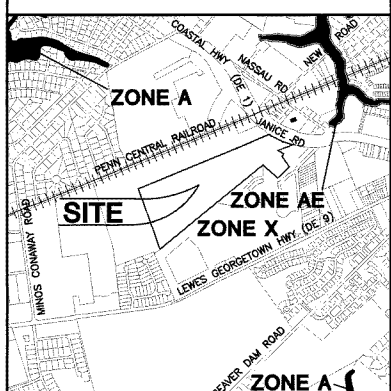 COASTAL HWY (DE 1)
NASSAU RD
NEW ROAD
ZONE A
PENN CENTRAL RAILROAD
JANICE RD
SITE
ZONE AE
ZONE X
MINOS CONAWAY ROAD
LEWES GEORGETOWN HWY (DE 9)
EAVER DAM ROAD
ZONE A